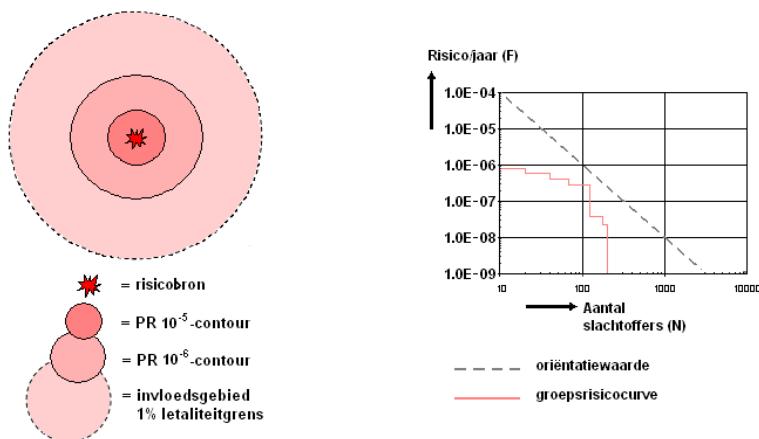 = risicobron
= PR 10-5-contour
= PR 10-6-contour
= invloedsgebied
1% letaliteitgrens
Risico/jaar (F)
1.0E-04
1.0E-05
1.0E-06
1.0E-07
1.0E-08
1.0E-09
10 100 1000 10000
Aantal
slachtoffers (N)
oriëntatiewaarde
groepsrisicocurve